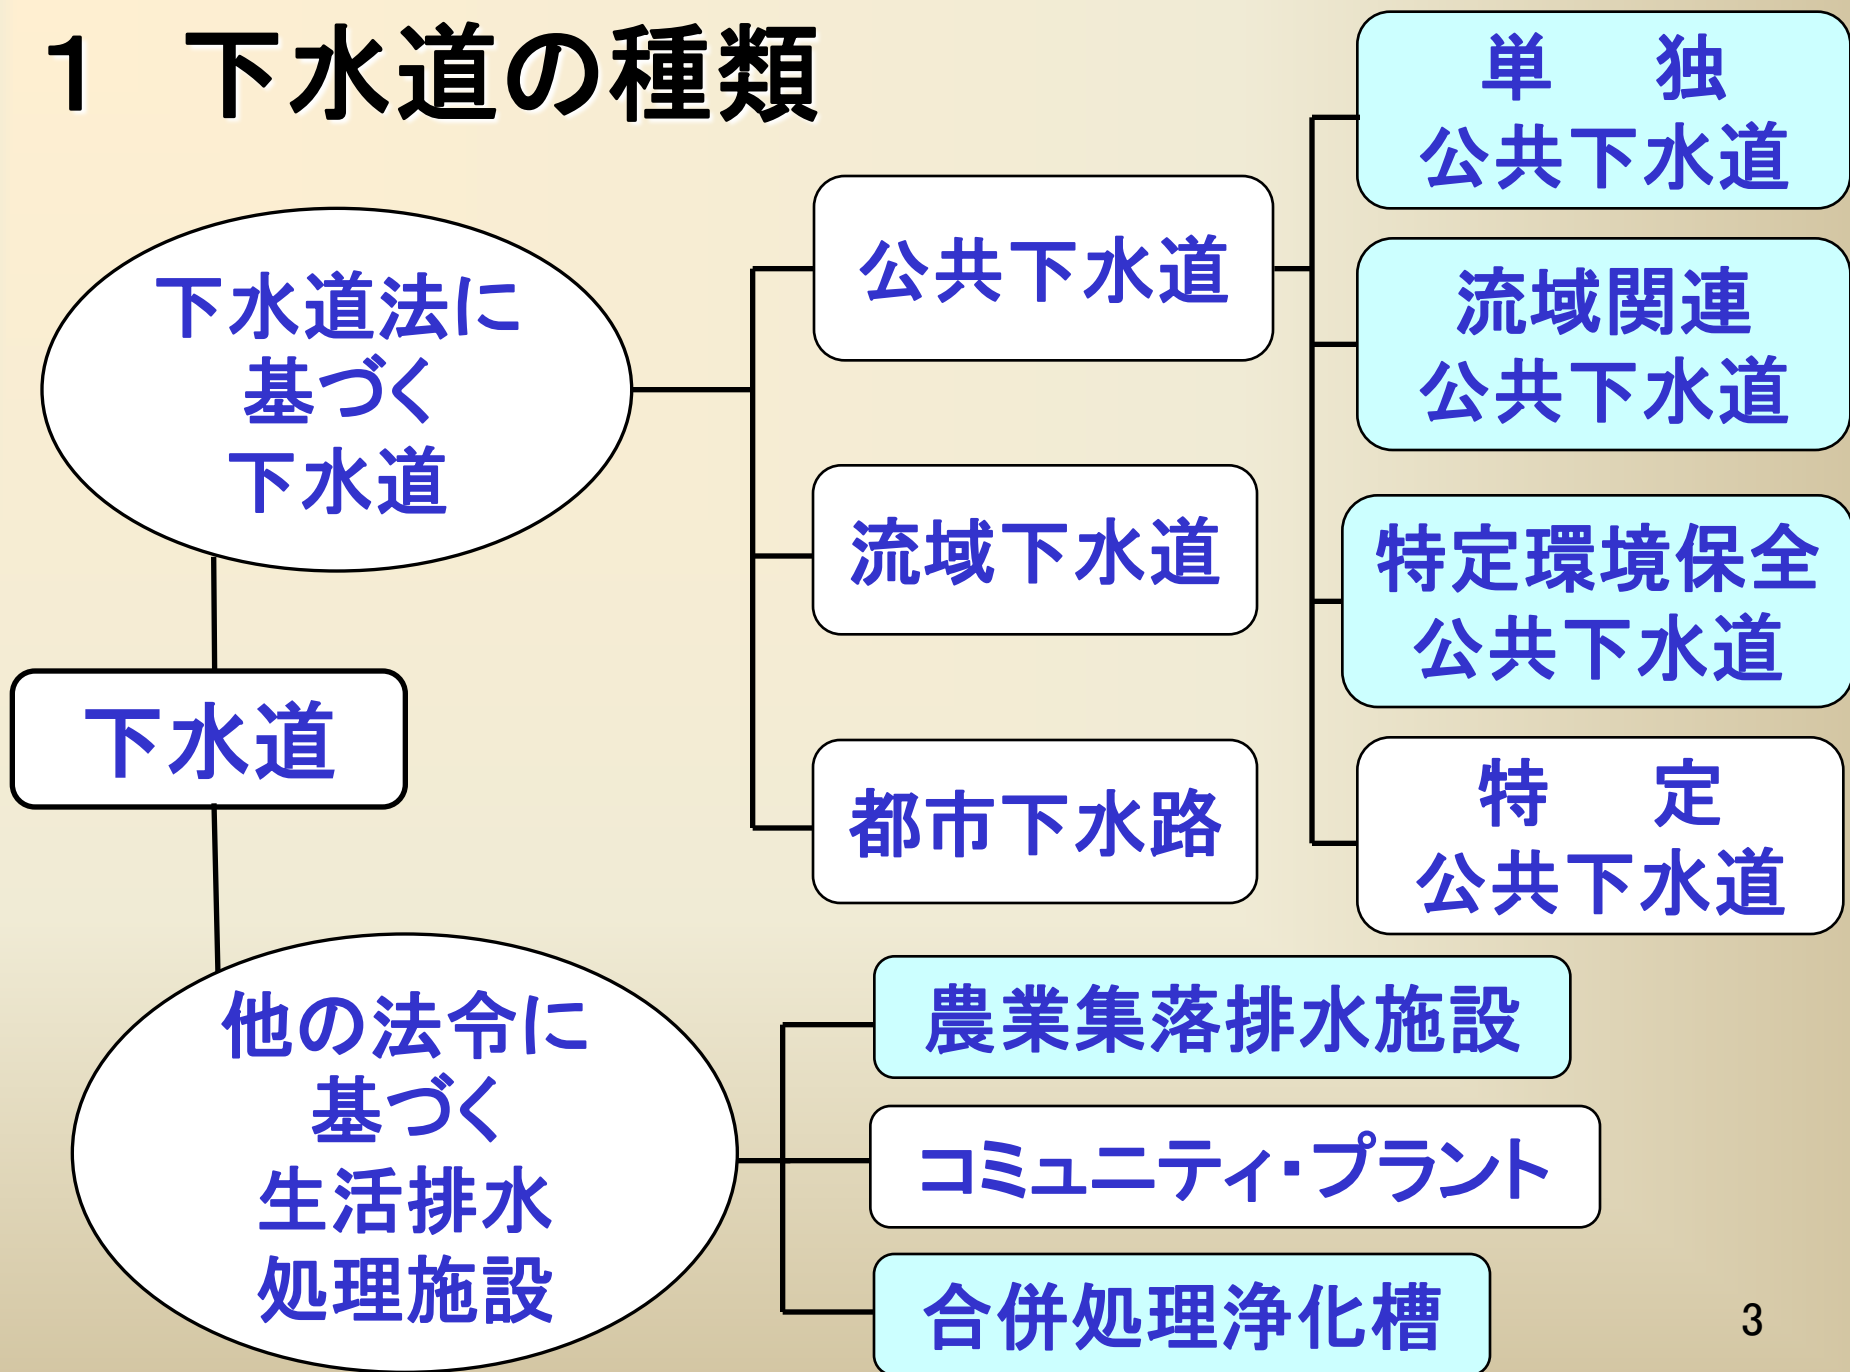 1　下水道の種類
下水道法に
基づく
下水道
下水道
他の法令に
基づく
生活排水
処理施設
公共下水道
流域下水道
都市下水路
単　独
公共下水道
流域関連
公共下水道
特定環境保全
公共下水道
特　定
公共下水道
農業集落排水施設
コミュニティ・プラント
合併処理浄化槽
3